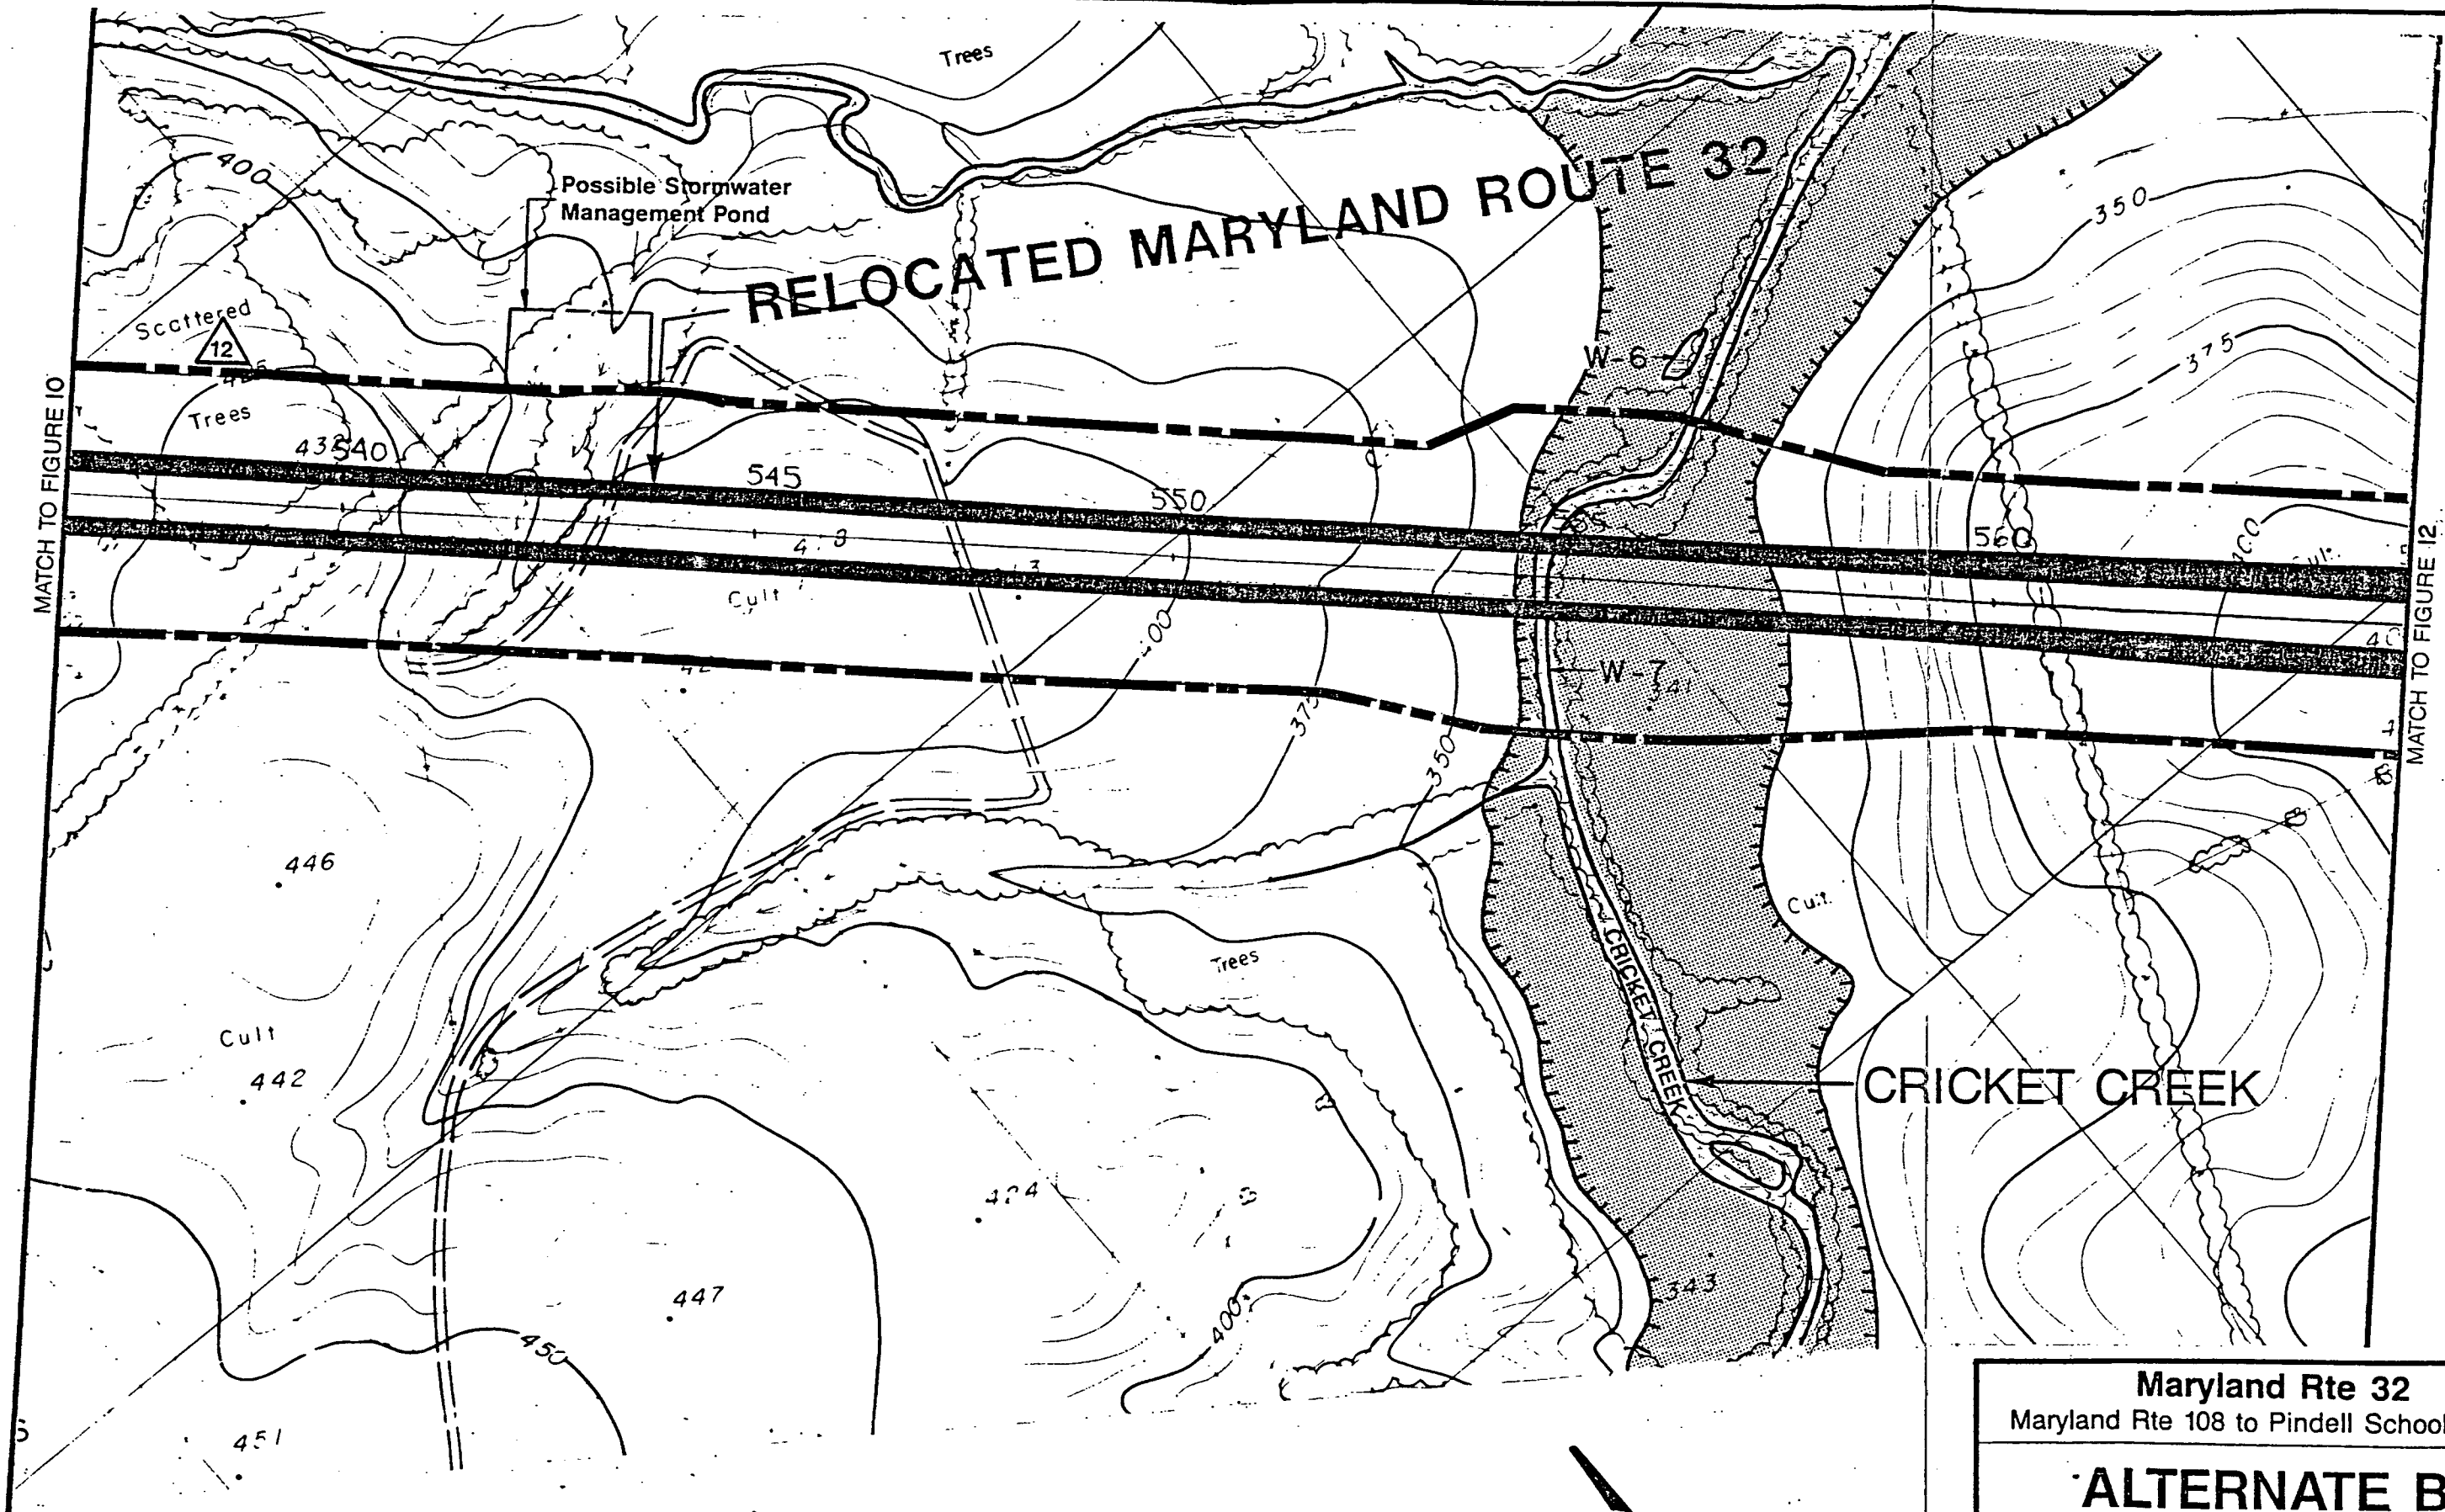 Trees
400
Possible Stormwater
Management Pond
RELOCATED MARYLAND ROUTE 32
350
Scattered
12
375
W-6
MATCH TO FIGURE 10
Trees
540
545
550
560
MATCH TO FIGURE 12
Cult
W-7
341
375
350
446
Cult
Trees
CRICKET CREEK
Cult
442
CRICKET CREEK
447
343
400
450
451
Maryland Rte 32
Maryland Rte 108 to Pindell School
ALTERNATE B